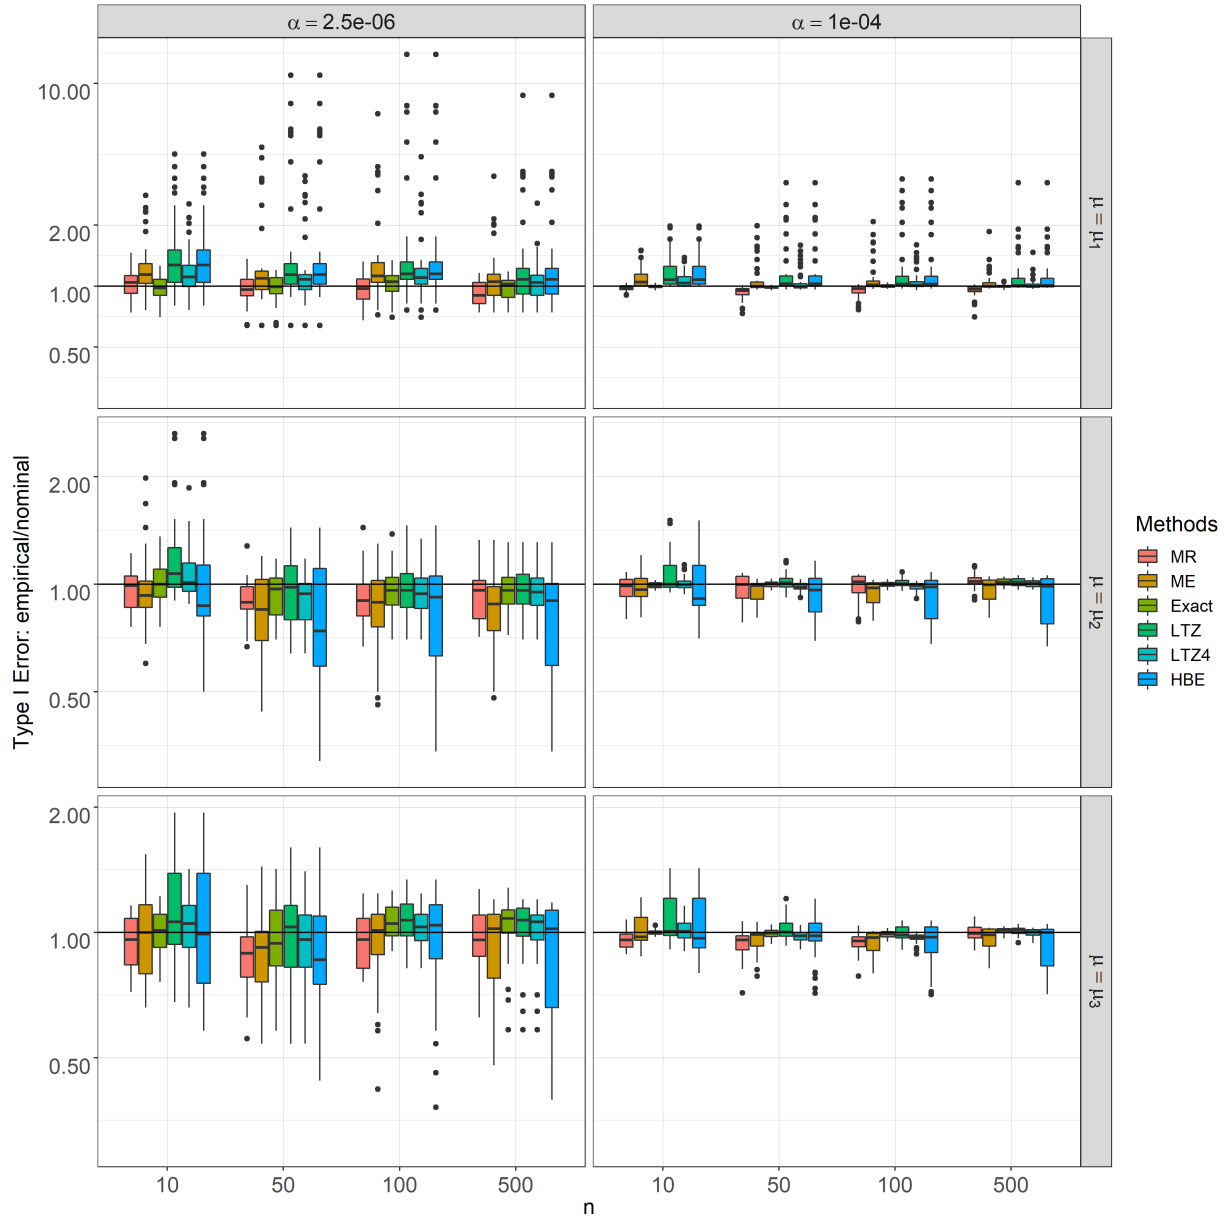 α = 2.5e-06
α = 1e-04
10.00
2.00
1.00
0.50
μ = μ1
2.00
1.00
0.50
μ = μ2
2.00
1.00
0.50
μ = μ3
Type I Error: empirical/nominal
10 50 100 500
10 50 100 500
n
Methods
MR
ME
Exact
LTZ
LTZ4
HBE